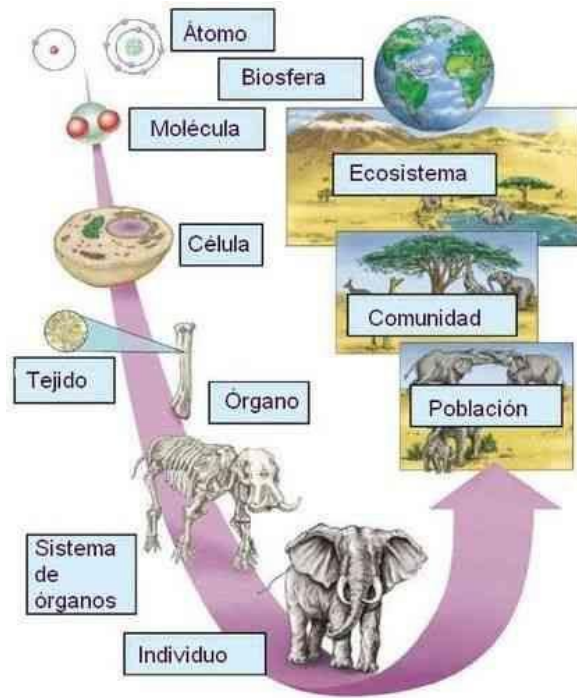 Átomo
Biosfera
Molécula
Ecosistema
Célula
Comunidad
Tejido
Órgano
Población
Sistema
de
órganos
Individuo